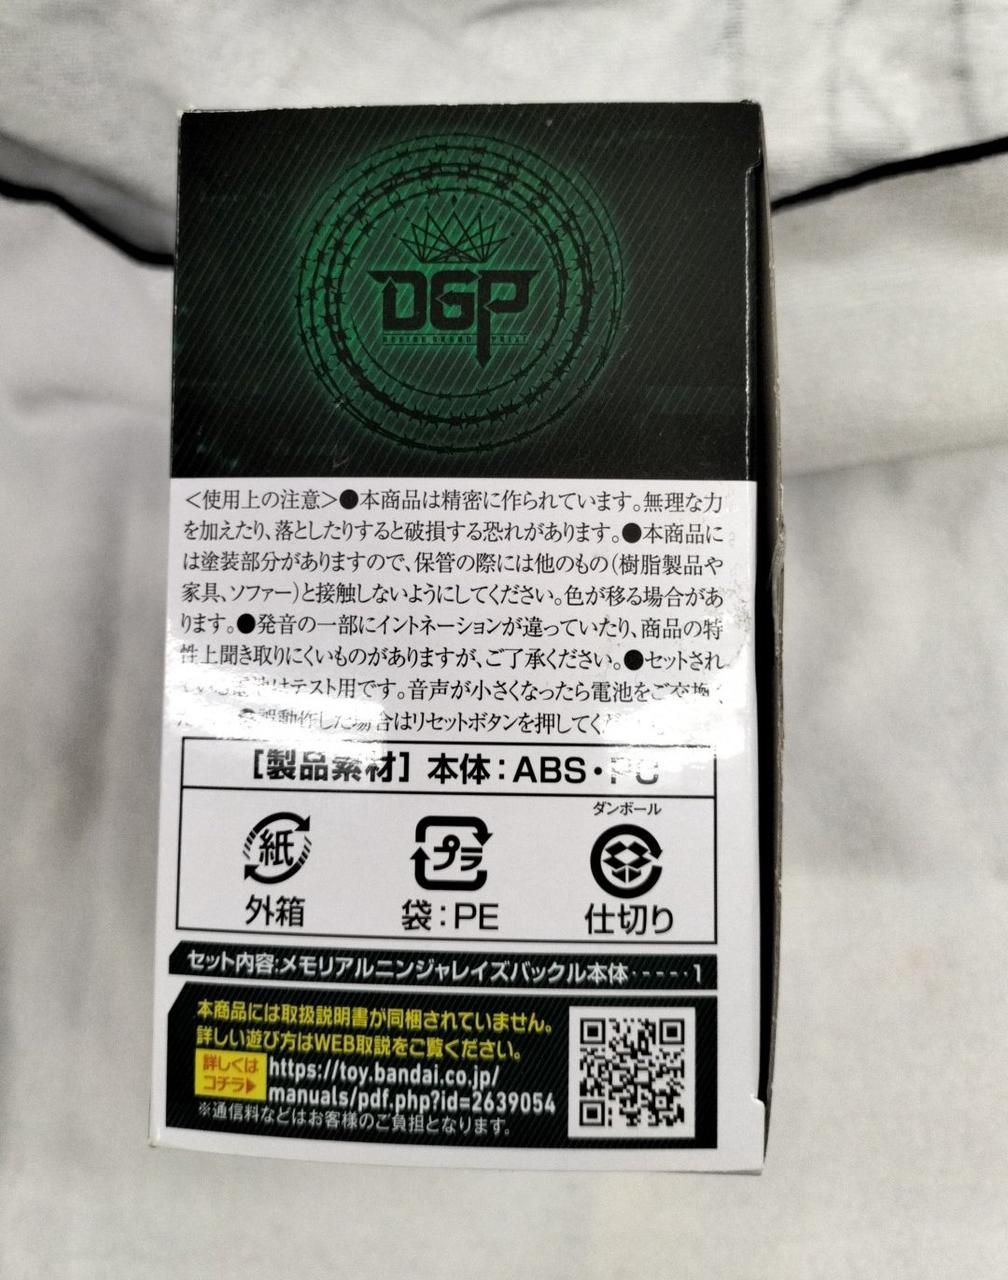 DGP
DESIRE GRAND PRIX
＜使用上の注意＞●本商品は精密に作られています。無理な力
を加えたり、落としたりすると破損する恐れがあります。●本商品に
は塗装部分がありますので、保管の際には他のもの（樹脂製品や
家具、ソファー）と接触しないようにしてください。色が移る場合があ
ります。●発音の一部にイントネーションが違っていたり、商品の特
性上聞き取りにくいものがありますが、ご了承ください。●セットされ
電池はテスト用です。音声が小さくなったら電池をご交換く
誤動作した場合はリセットボタンを押してくだ
［製品素材］本体：ABS・PC
ダンボール
紙
プラ
外箱
袋：PE
仕切り
セット内容:メモリアルニンジャレイズバックル本体‥‥‥1
本商品には取扱説明書が同梱されていません。
詳しい遊び方はWEB取説をご覧ください。
詳しくは
コチラ▶
https://toy.bandai.co.jp/
manuals/pdf.php?id=2639054
※通信料などはお客様のご負担となります。